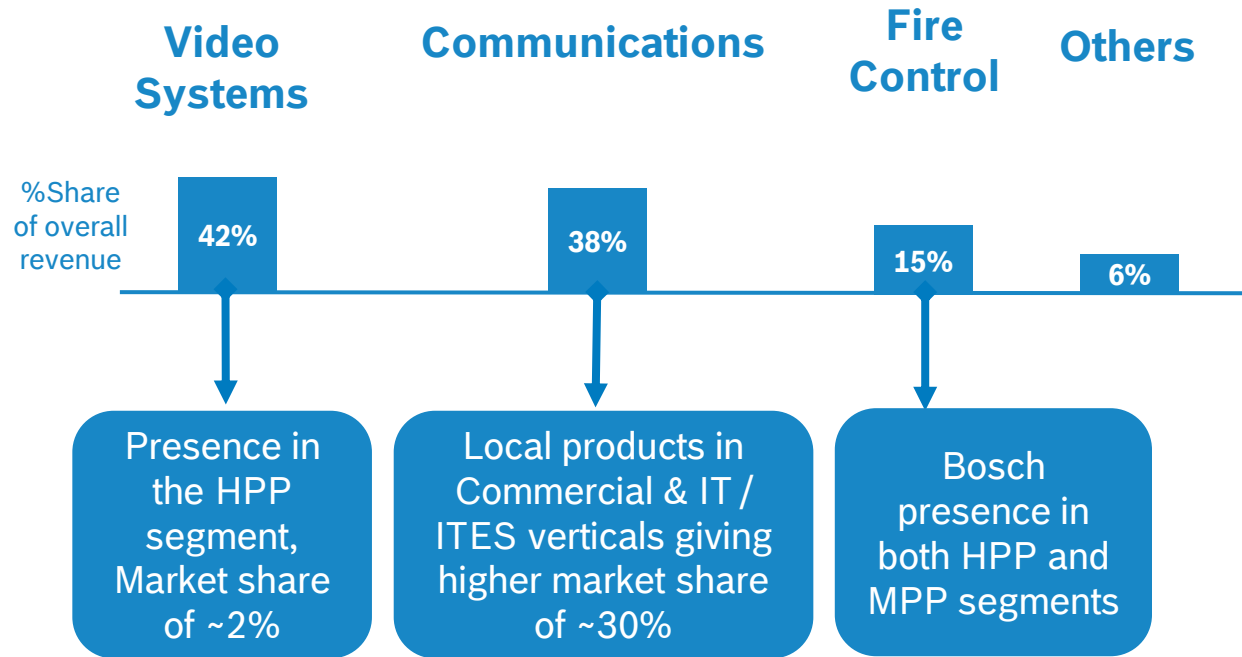 Video
Systems
Communications
Fire
Control
Others
%Share
of overall
revenue
42%
38%
15%
6%
Presence in
the HPP
segment,
Market share
of ~2%
Local products in
Commercial & IT /
ITES verticals giving
higher market share
of ~30%
Bosch
presence in
both HPP and
MPP segments